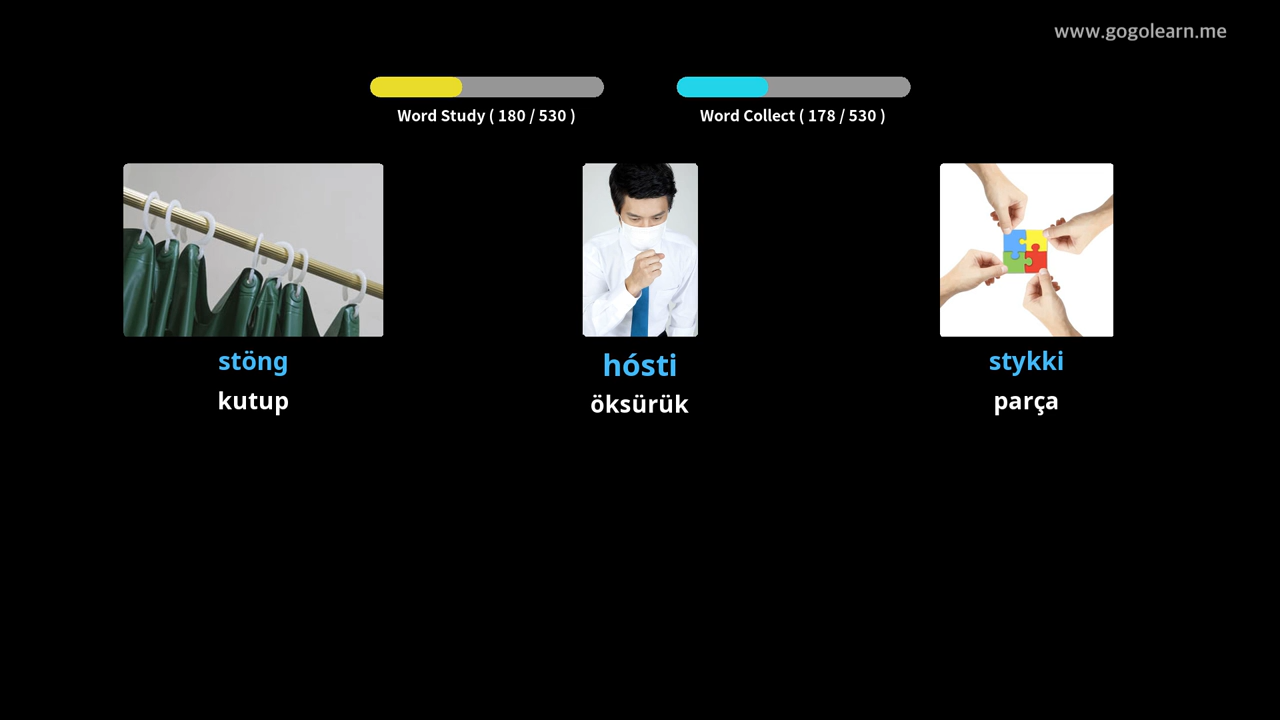 www.gogolearn.me
Word Study ( 180 / 530 )
Word Collect ( 178 / 530 )
stöng
kutup
hósti
öksürük
stykki
parça